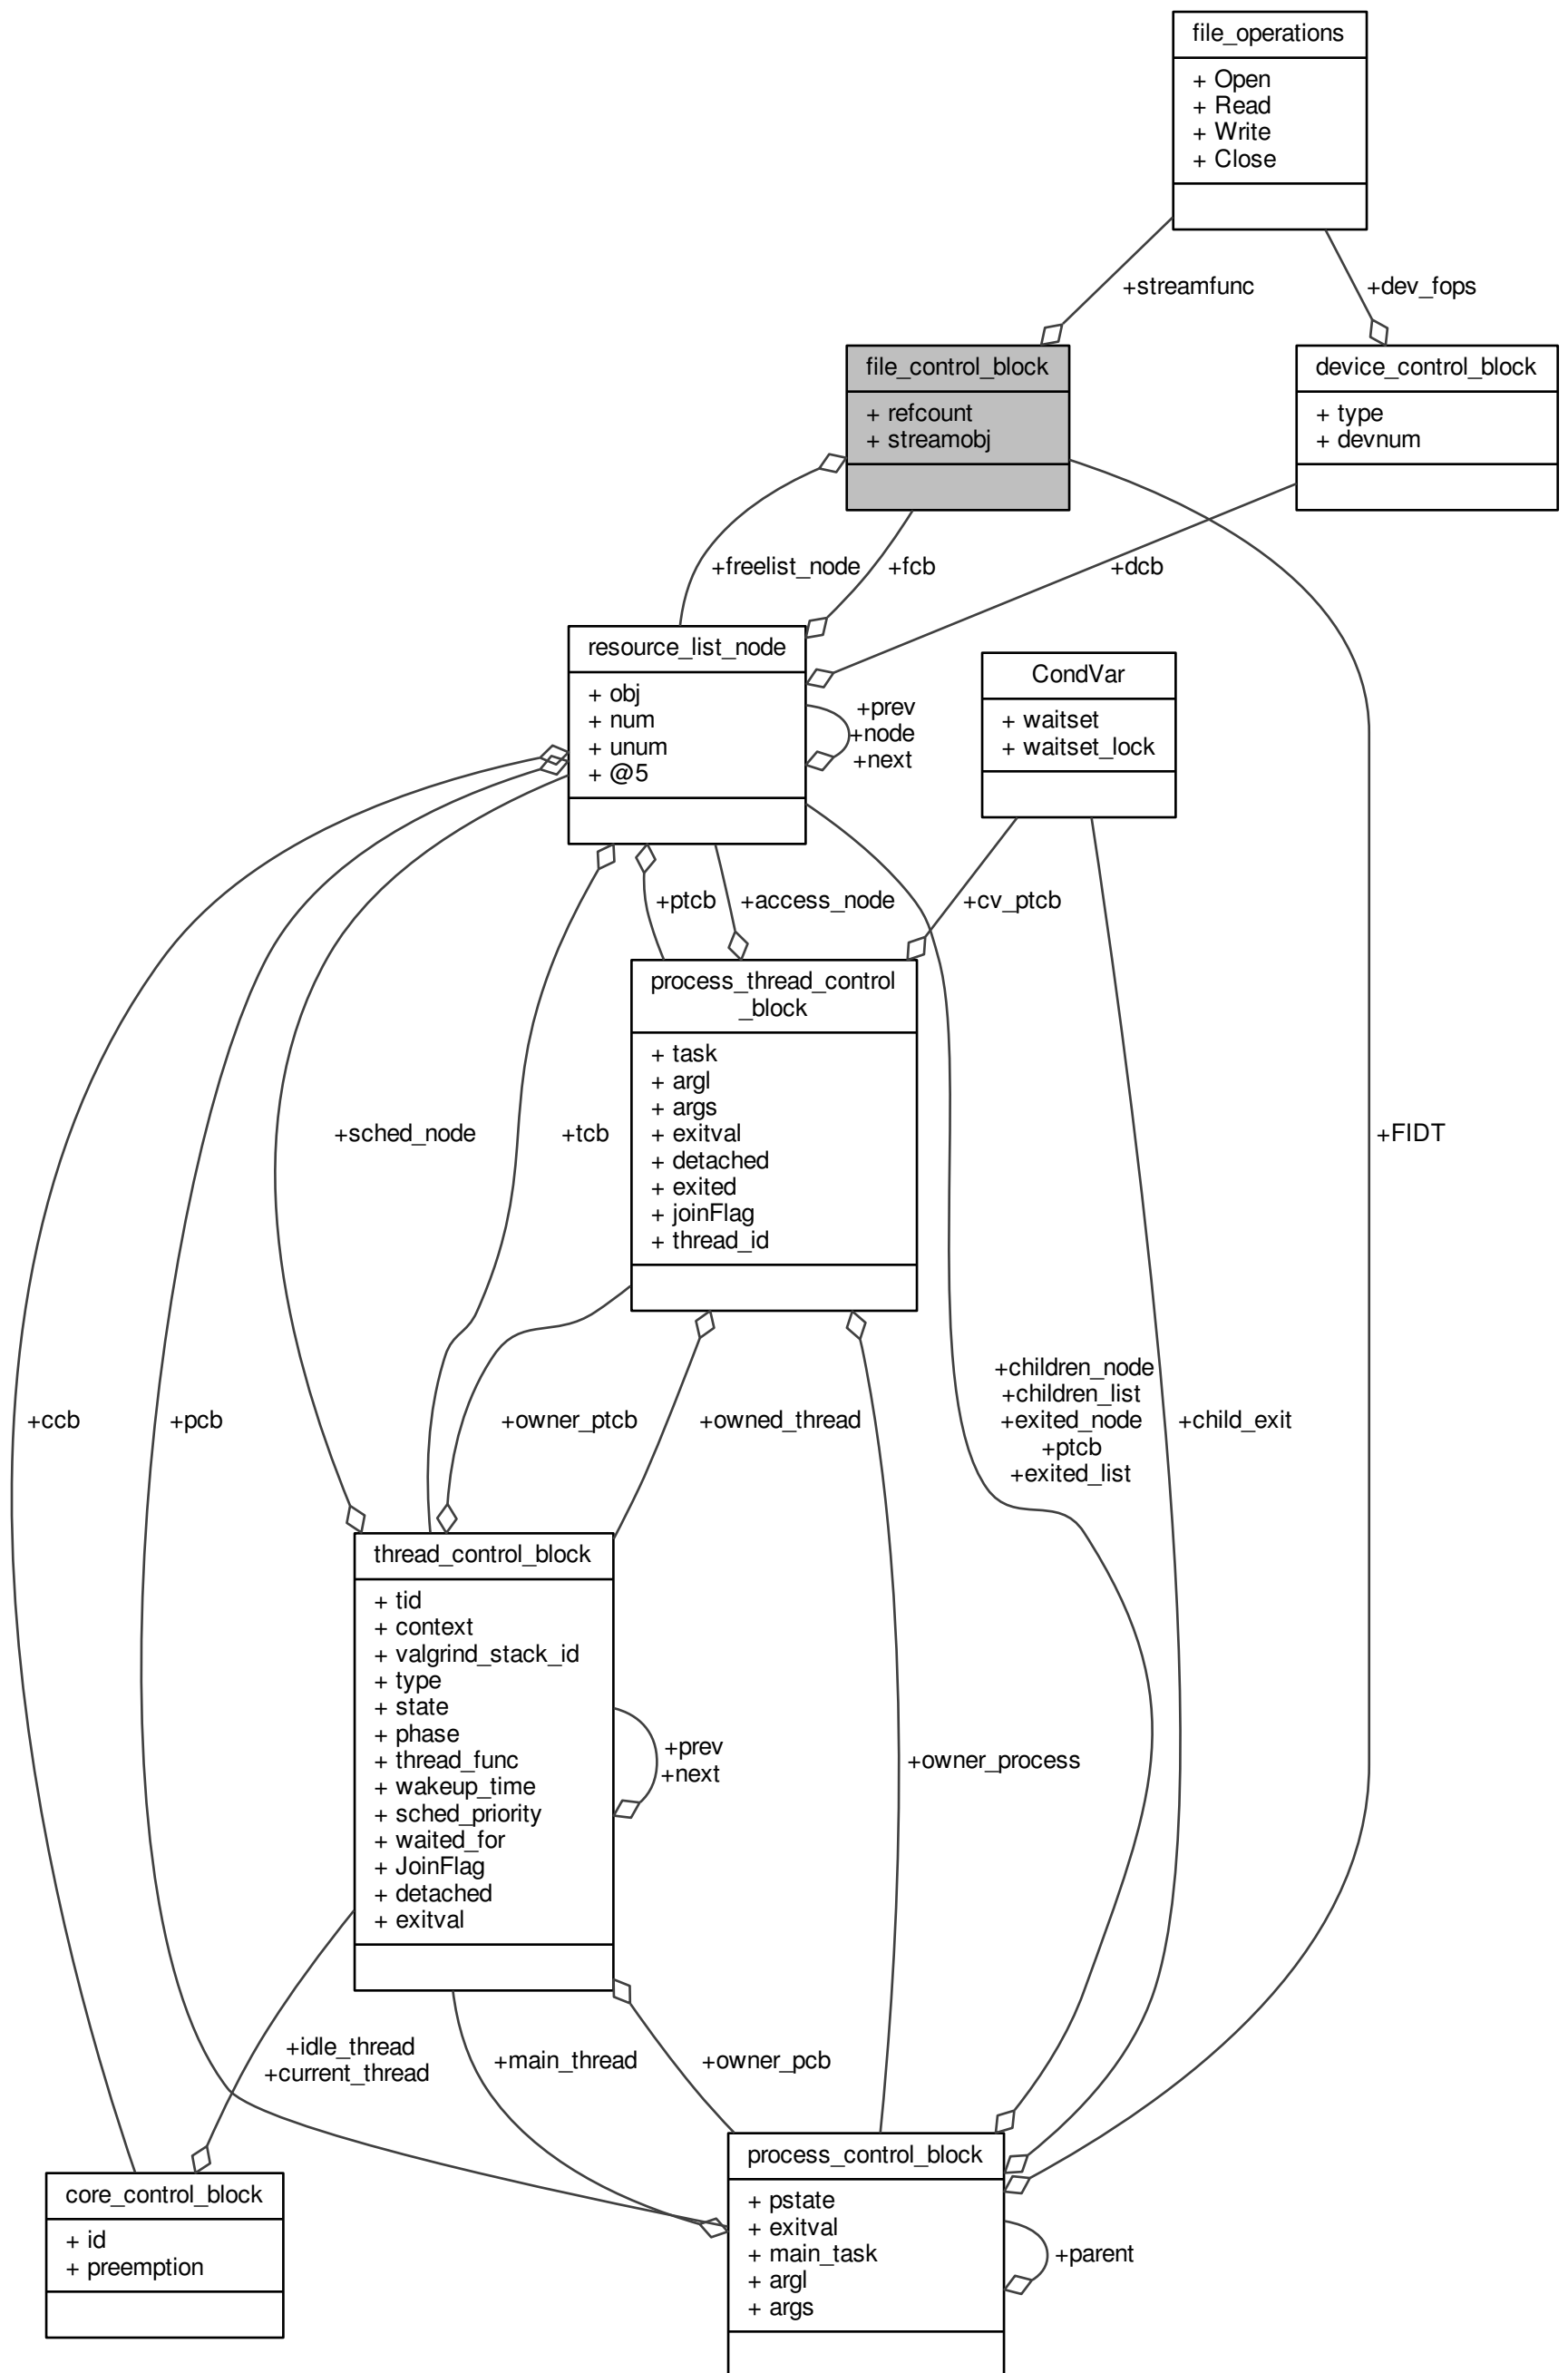 file_operations
+ Open
+ Read
+ Write
+ Close
+streamfunc
+dev_fops
file_control_block
+ refcount
+ streamobj
device_control_block
+ type
+ devnum
+freelist_node
+fcb
+dcb
resource_list_node
+ obj
+ num
+ unum
+ @5
+prev
+node
+next
CondVar
+ waitset
+ waitset_lock
+ptcb
+access_node
+cv_ptcb
process_thread_control
_block
+ task
+ argl
+ args
+ exitval
+ detached
+ exited
+ joinFlag
+ thread_id
+sched_node
+tcb
+FIDT
+ccb
+pcb
+owner_ptcb
+owned_thread
+children_node
+children_list
+exited_node
+ptcb
+exited_list
+child_exit
thread_control_block
+ tid
+ context
+ valgrind_stack_id
+ type
+ state
+ phase
+ thread_func
+ wakeup_time
+ sched_priority
+ waited_for
+ JoinFlag
+ detached
+ exitval
+prev
+next
+owner_process
+idle_thread
+current_thread
+main_thread
+owner_pcb
core_control_block
+ id
+ preemption
process_control_block
+ pstate
+ exitval
+ main_task
+ argl
+ args
+parent